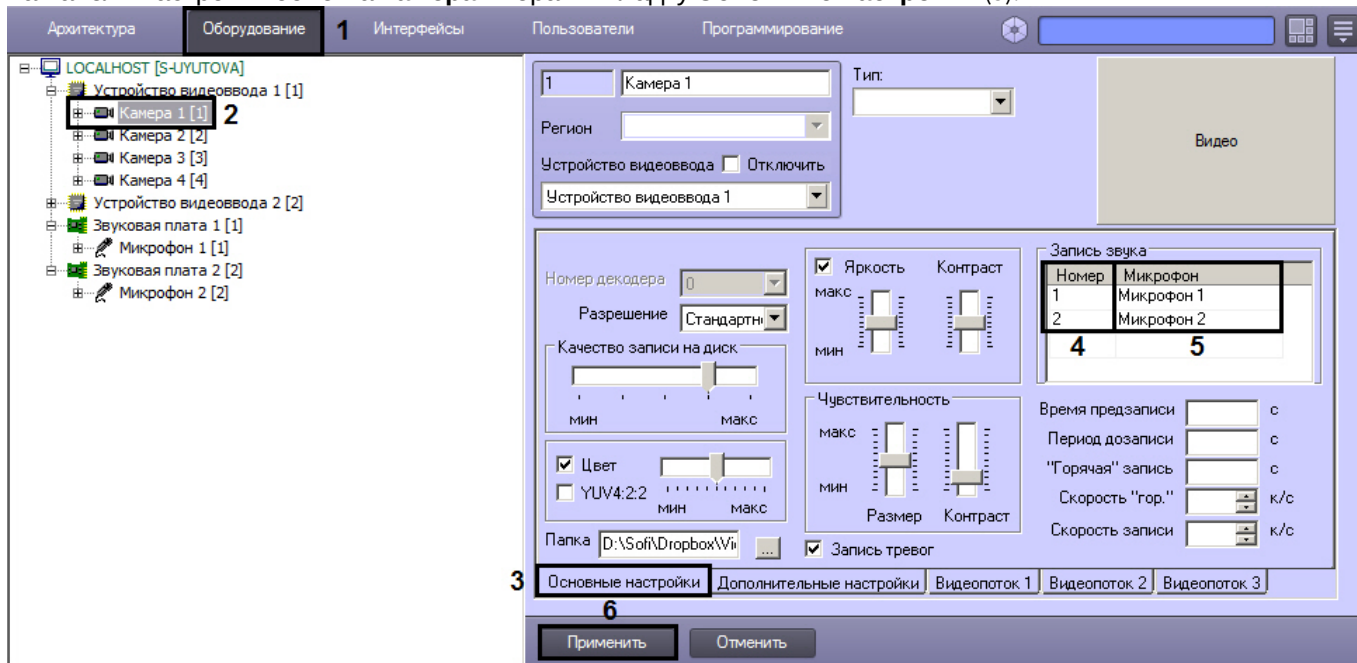 Архитектура Оборудование 1 Интерфейсы Пользователи Программирование
LOCALHOST [S-UYUTOVA]
Устройство видеоввода 1 [1]
Камера 1 [1] 2
Камера 2 [2]
Камера 3 [3]
Камера 4 [4]
Устройство видеоввода 2 [2]
Звуковая плата 1 [1]
Микрофон 1 [1]
Звуковая плата 2 [2]
Микрофон 2 [2]
1 Камера 1
Тип:
Регион
Устройство видеоввода Отключить
Устройство видеоввода 1
Видео
Номер декодера 0
Разрешение Стандартн
Качество записи на диск
мин макс
Цвет
YUV4:2:2
мин макс
Папка D:\Sofi\Dropbox\Vi ...
Яркость Контраст
макс
мин
Чувствительность
макс
мин
Размер Контраст
Запись тревог
Запись звука
Номер Микрофон
1 Микрофон 1
2 Микрофон 2
4 5
Время предзаписи с
Период дозаписи с
"Горячая" запись с
Скорость "гор." к/с
Скорость записи к/с
3 Основные настройки Дополнительные настройки Видеопоток 1 Видеопоток 2 Видеопоток 3
6
Применить Отменить